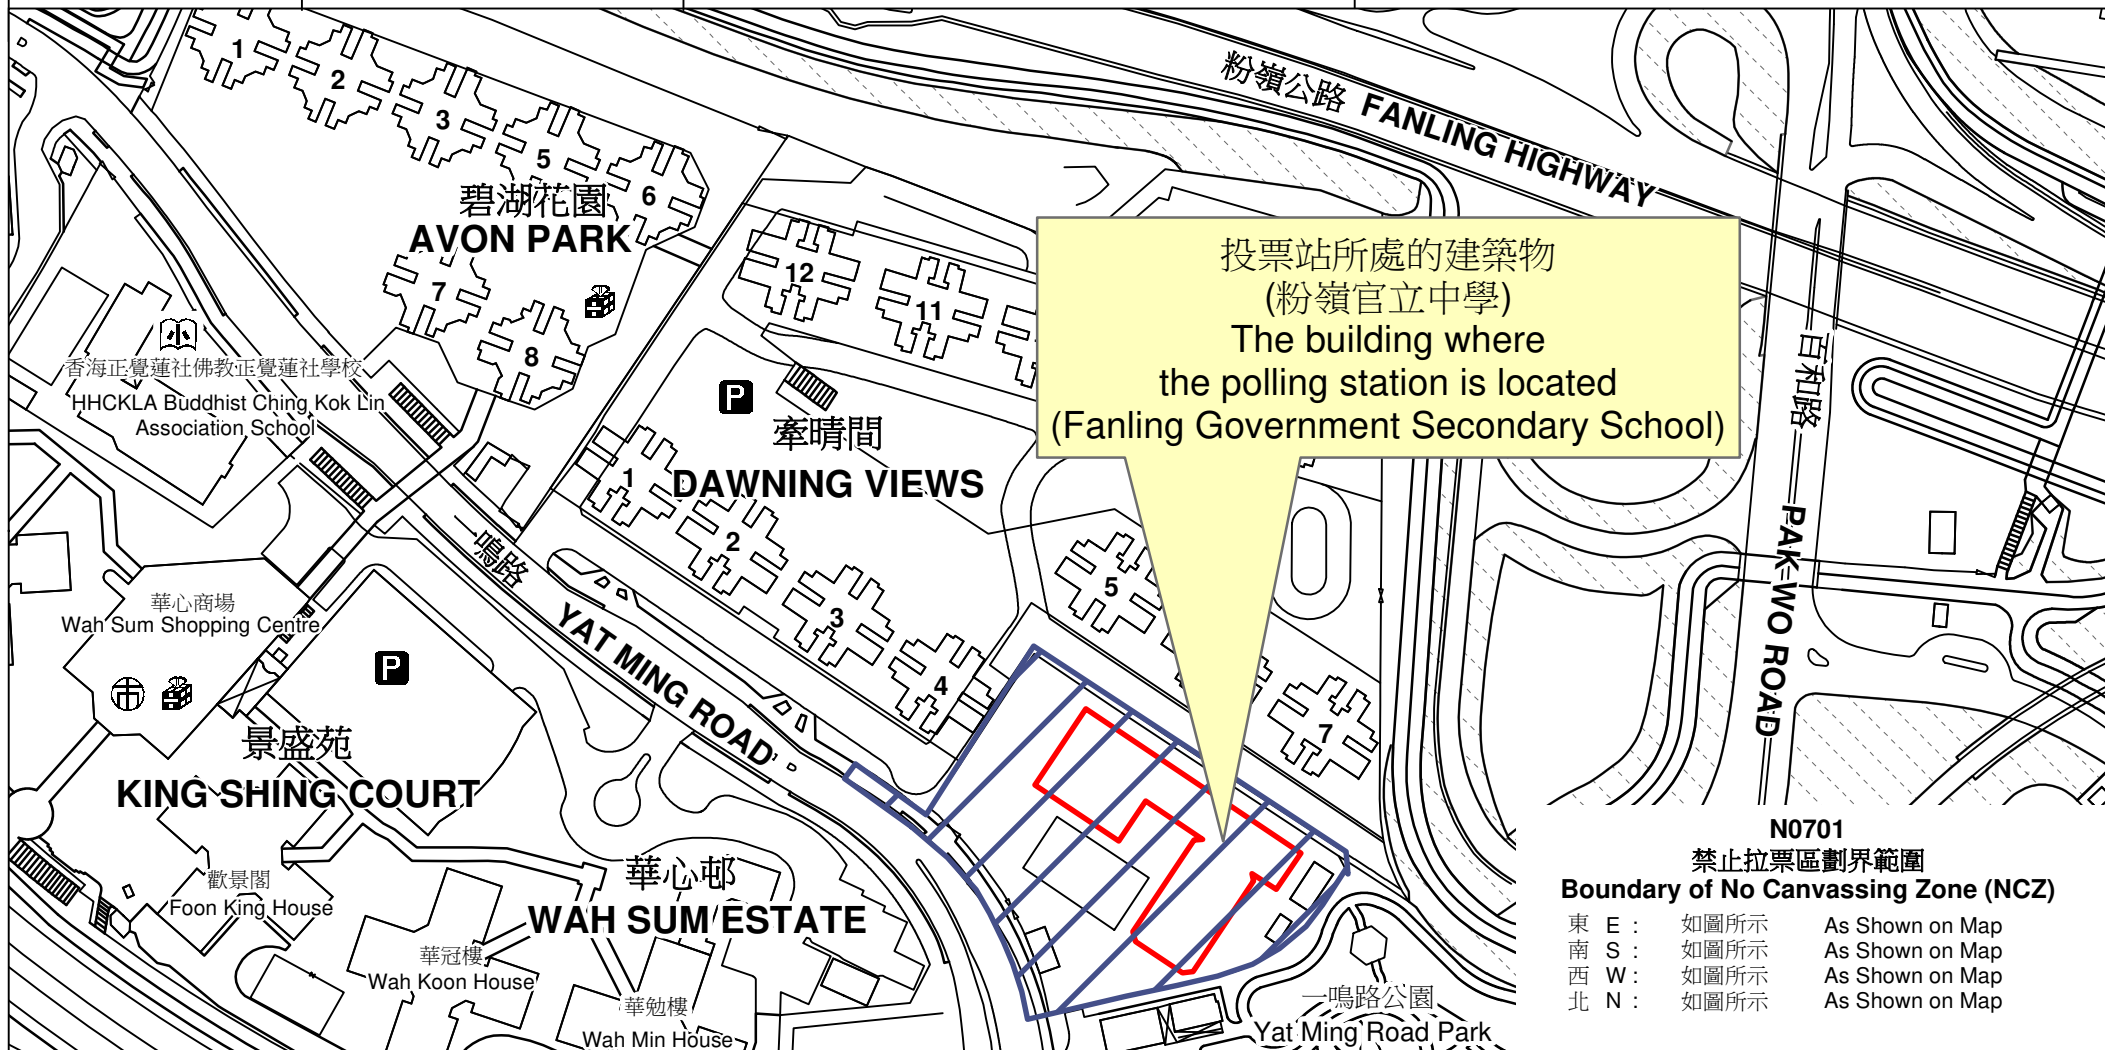 粉嶺公路 FANLING HIGHWAY
1
2
3
5
6
碧湖花園
AVON PARK
7
8
12
11
投票站所處的建築物
(粉嶺官立中學)
The building where
the polling station is located
(Fanling Government Secondary School)
百和路
PAK WO ROAD
小
香海正覺蓮社佛教正覺蓮社學校
HHCKLA Buddhist Ching Kok Lin
Association School
P
牽晴間
DAWNING VIEWS
1
2
3
4
5
7
一鳴路
YAT MING ROAD
華心商場
Wah Sum Shopping Centre
P
市
景盛苑
KING SHING COURT
歡景閣
Foon King House
華心邨
WAH SUM ESTATE
華冠樓
Wah Koon House
華勉樓
Wah Min House
一鳴路公園
Yat Ming Road Park
N0701
禁止拉票區劃界範圍
Boundary of No Canvassing Zone (NCZ)
東 E : 如圖所示 As Shown on Map
南 S : 如圖所示 As Shown on Map
西 W : 如圖所示 As Shown on Map
北 N : 如圖所示 As Shown on Map